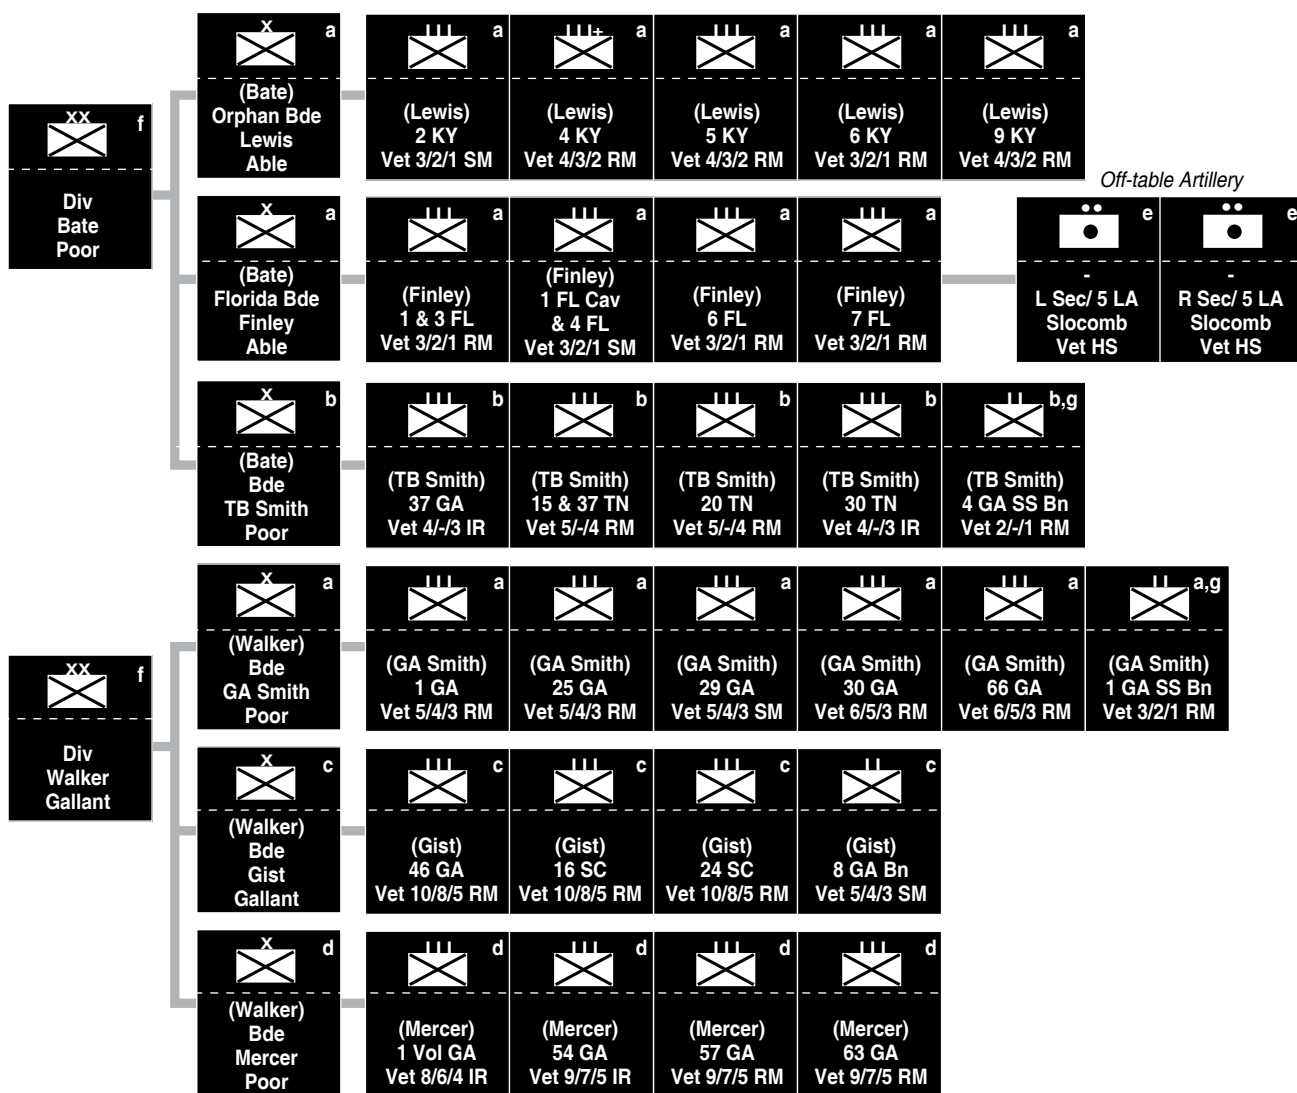 XX
f
Div
Bate
Poor
X
a
(Bate)
Orphan Bde
Lewis
Able
III
a
(Lewis)
2 KY
Vet 3/2/1 SM
III+
a
(Lewis)
4 KY
Vet 4/3/2 RM
III
a
(Lewis)
5 KY
Vet 4/3/2 RM
III
a
(Lewis)
6 KY
Vet 3/2/1 RM
III
a
(Lewis)
9 KY
Vet 4/3/2 RM
X
a
(Bate)
Florida Bde
Finley
Able
III
a
(Finley)
1 & 3 FL
Vet 3/2/1 RM
III
a
(Finley)
1 FL Cav
& 4 FL
Vet 3/2/1 SM
III
a
(Finley)
6 FL
Vet 3/2/1 RM
III
a
(Finley)
7 FL
Vet 3/2/1 RM
Off-table Artillery
e
-
L Sec/ 5 LA
Slocomb
Vet HS
e
-
R Sec/ 5 LA
Slocomb
Vet HS
X
b
(Bate)
Bde
TB Smith
Poor
III
b
(TB Smith)
37 GA
Vet 4/-/3 IR
III
b
(TB Smith)
15 & 37 TN
Vet 5/-/4 RM
III
b
(TB Smith)
20 TN
Vet 5/-/4 RM
III
b
(TB Smith)
30 TN
Vet 4/-/3 IR
II
b,g
(TB Smith)
4 GA SS Bn
Vet 2/-/1 RM
XX
f
Div
Walker
Gallant
X
a
(Walker)
Bde
GA Smith
Poor
III
a
(GA Smith)
1 GA
Vet 5/4/3 RM
III
a
(GA Smith)
25 GA
Vet 5/4/3 RM
III
a
(GA Smith)
29 GA
Vet 5/4/3 SM
III
a
(GA Smith)
30 GA
Vet 6/5/3 RM
III
a
(GA Smith)
66 GA
Vet 6/5/3 RM
II
a,g
(GA Smith)
1 GA SS Bn
Vet 3/2/1 RM
X
c
(Walker)
Bde
Gist
Gallant
III
c
(Gist)
46 GA
Vet 10/8/5 RM
III
c
(Gist)
16 SC
Vet 10/8/5 RM
III
c
(Gist)
24 SC
Vet 10/8/5 RM
II
c
(Gist)
8 GA Bn
Vet 5/4/3 SM
X
d
(Walker)
Bde
Mercer
Poor
III
d
(Mercer)
1 Vol GA
Vet 8/6/4 IR
III
d
(Mercer)
54 GA
Vet 9/7/5 IR
III
d
(Mercer)
57 GA
Vet 9/7/5 RM
III
d
(Mercer)
63 GA
Vet 9/7/5 RM